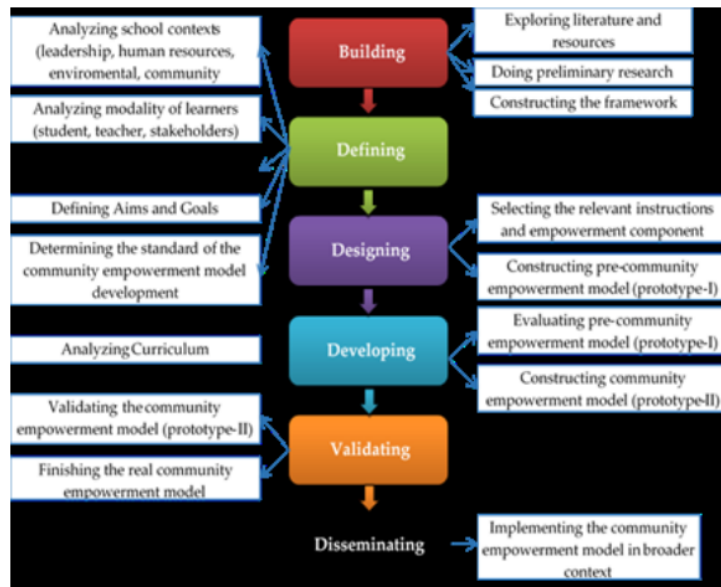 Analyzing school contexts
(leadership, human resources,
enviromental, community
Analyzing modality of learners
(student, teacher, stakeholders)
Defining Aims and Goals
Determining the standard of the
community empowerment model
development
Analyzing Curriculum
Validating the community
empowerment model (prototype-II)
Finishing the real community
empowerment model
Building
Defining
Designing
Developing
Validating
Disseminating
Exploring literature and
resources
Doing preliminary research
Constructing the framework
Selecting the relevant instructions
and empowerment component
Constructing pre-community
empowerment model (prototype-I)
Evaluating pre-community
empowerment model (prototype-I)
Constructing community
empowerment model (prototype-II)
Implementing the community
empowerment model in broader
context